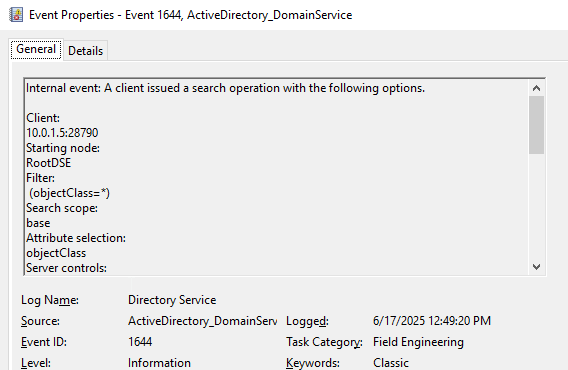 Event Properties - Event 1644, ActiveDirectory_DomainService
General Details
Internal event: A client issued a search operation with the following options.
Client:
10.0.1.5:28790
Starting node:
RootDSE
Filter:
(objectClass=*)
Search scope:
base
Attribute selection:
objectClass
Server controls:
Log Name: Directory Service
Source: ActiveDirectory_DomainServ Logged: 6/17/2025 12:49:20 PM
Event ID: 1644 Task Category: Field Engineering
Level: Information Keywords: Classic